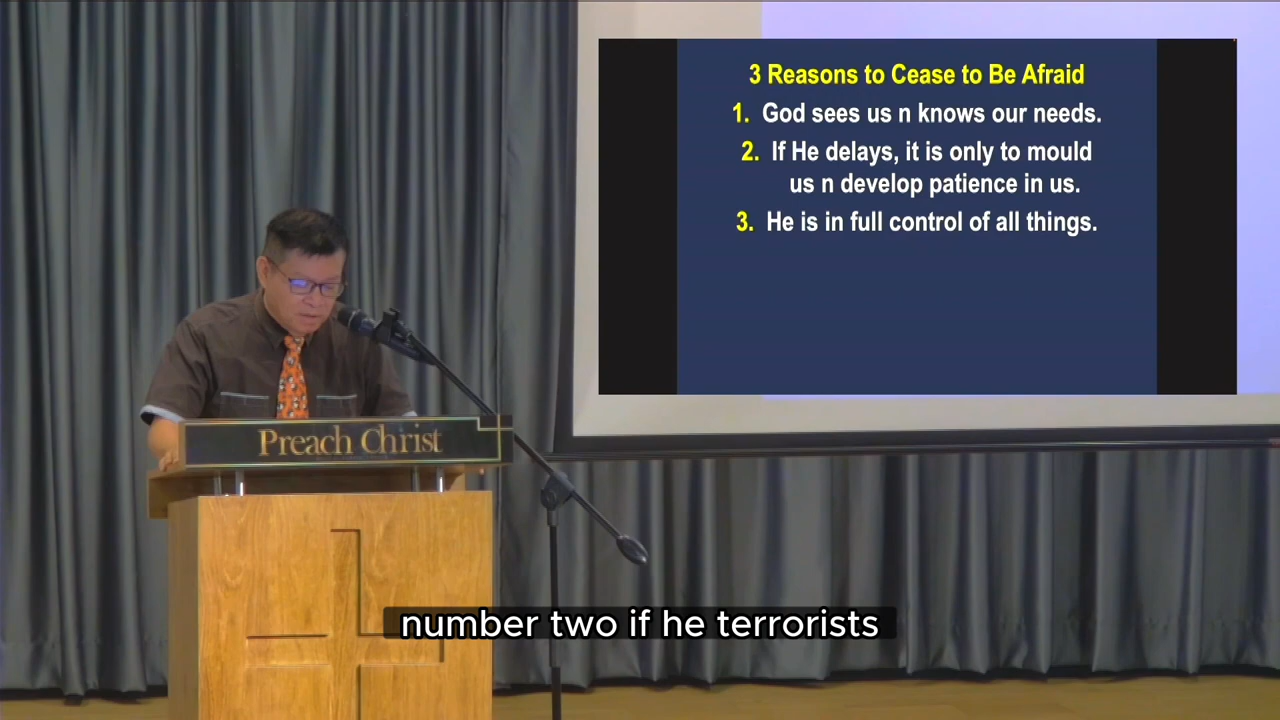 3 Reasons to Cease to Be Afraid
1. God sees us n knows our needs.
2. If He delays, it is only to mould
us n develop patience in us.
3. He is in full control of all things.
Preach Christ
number two if he terrorists